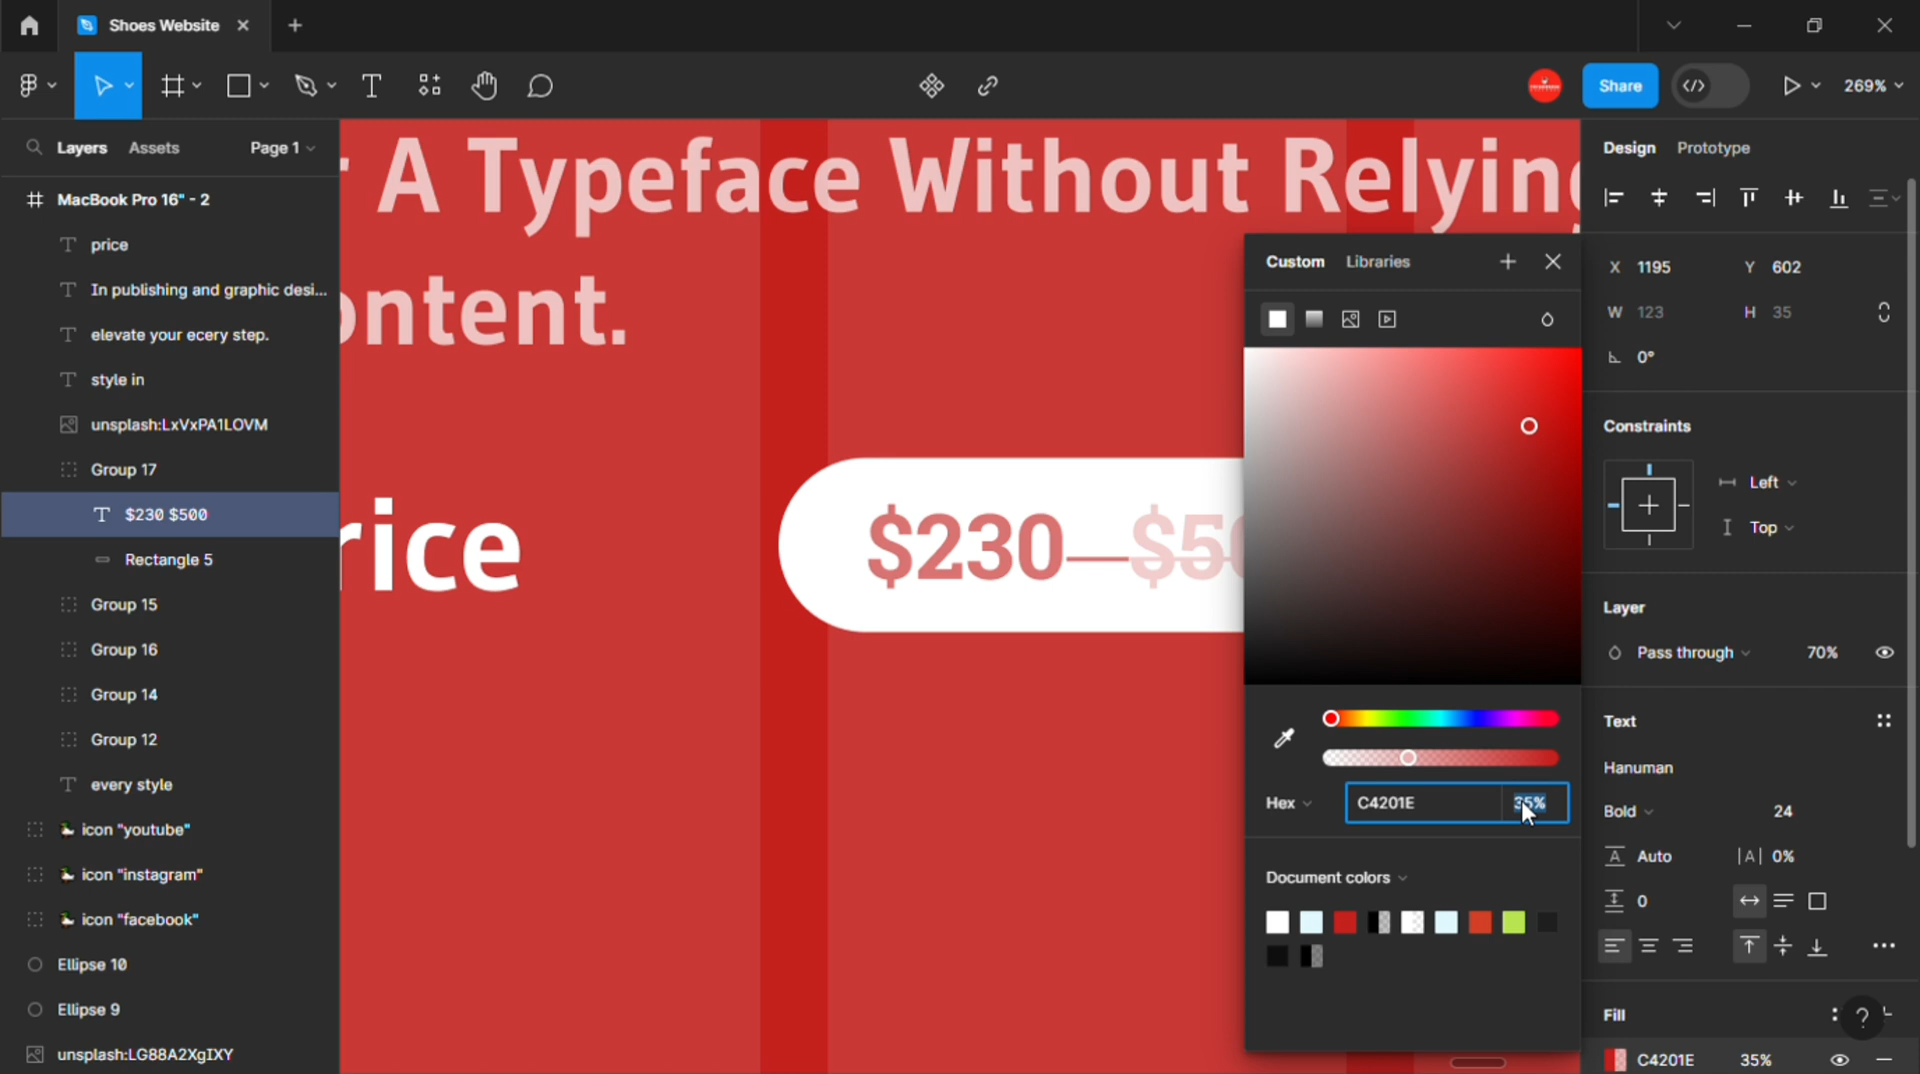 Shoes Website
Share
269%
Layers Assets Page 1
MacBook Pro 16" - 2
price
In publishing and graphic desi...
elevate your ecery step.
style in
unsplash:LxVxPA1LOVM
Group 17
$230 $500
Rectangle 5
Group 15
Group 16
Group 14
Group 12
every style
icon "youtube"
icon "instagram"
icon "facebook"
Ellipse 10
Ellipse 9
unsplash:LG88A2XgIXY
A Typeface Without Relying
ontent.
rice
$230—$50
Custom Libraries
Hex C4201E 35%
Document colors
Design Prototype
X 1195 Y 602
W 123 H 35
0°
Constraints
Left
Top
Layer
Pass through 70%
Text
Hanuman
Bold 24
Auto |A| 0%
0
Fill
?
C4201E 35%